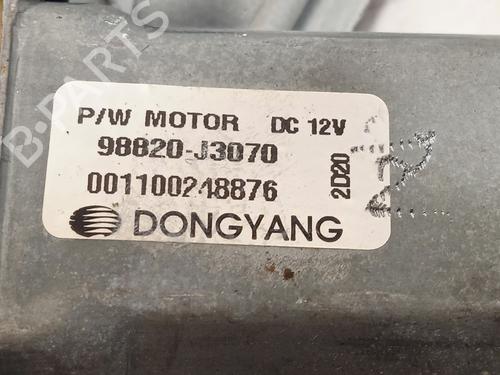 P/W MOTOR DC 12V
98820-J3070
001100248876
2D20
DONGYANG
B-PARTS